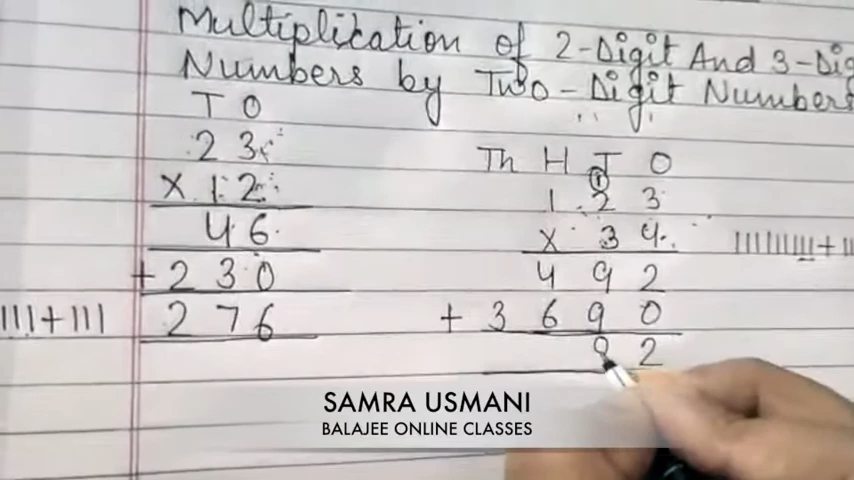 Multiplication of 2-Digit And 3-Dig
Numbers by Two-Digit Numbers
T O
2 3
X 1 2
4 6
+ 2 3 0
|||+||| 2 7 6
Th H T O
1
1 2 3
X 3 4
4 9 2
+ 3 6 9 0
2
SAMRA USMANI
BALAJEE ONLINE CLASSES